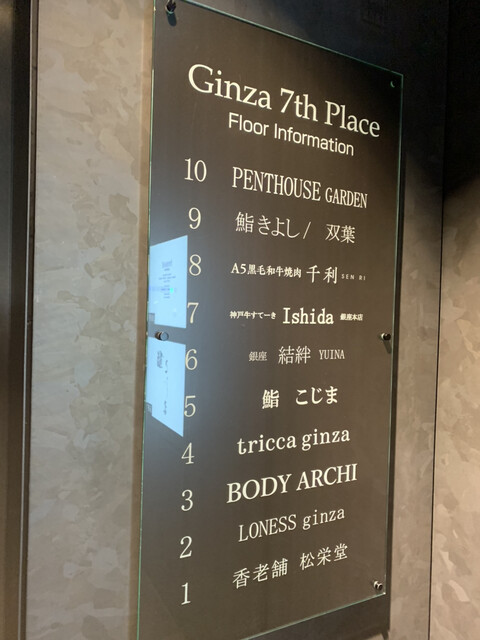 Ginza 7th Place
Floor Information
10 PENTHOUSE GARDEN
9 鮨きよし / 双葉
8 A5黒毛和牛焼肉 千利 SEN RI
7 神戸牛すてーき Ishida 銀座本店
6 銀座 結絆 YUINA
5 鮨 こじま
4 tricca ginza
3 BODY ARCHI
2 LONESS ginza
1 香老舗 松栄堂